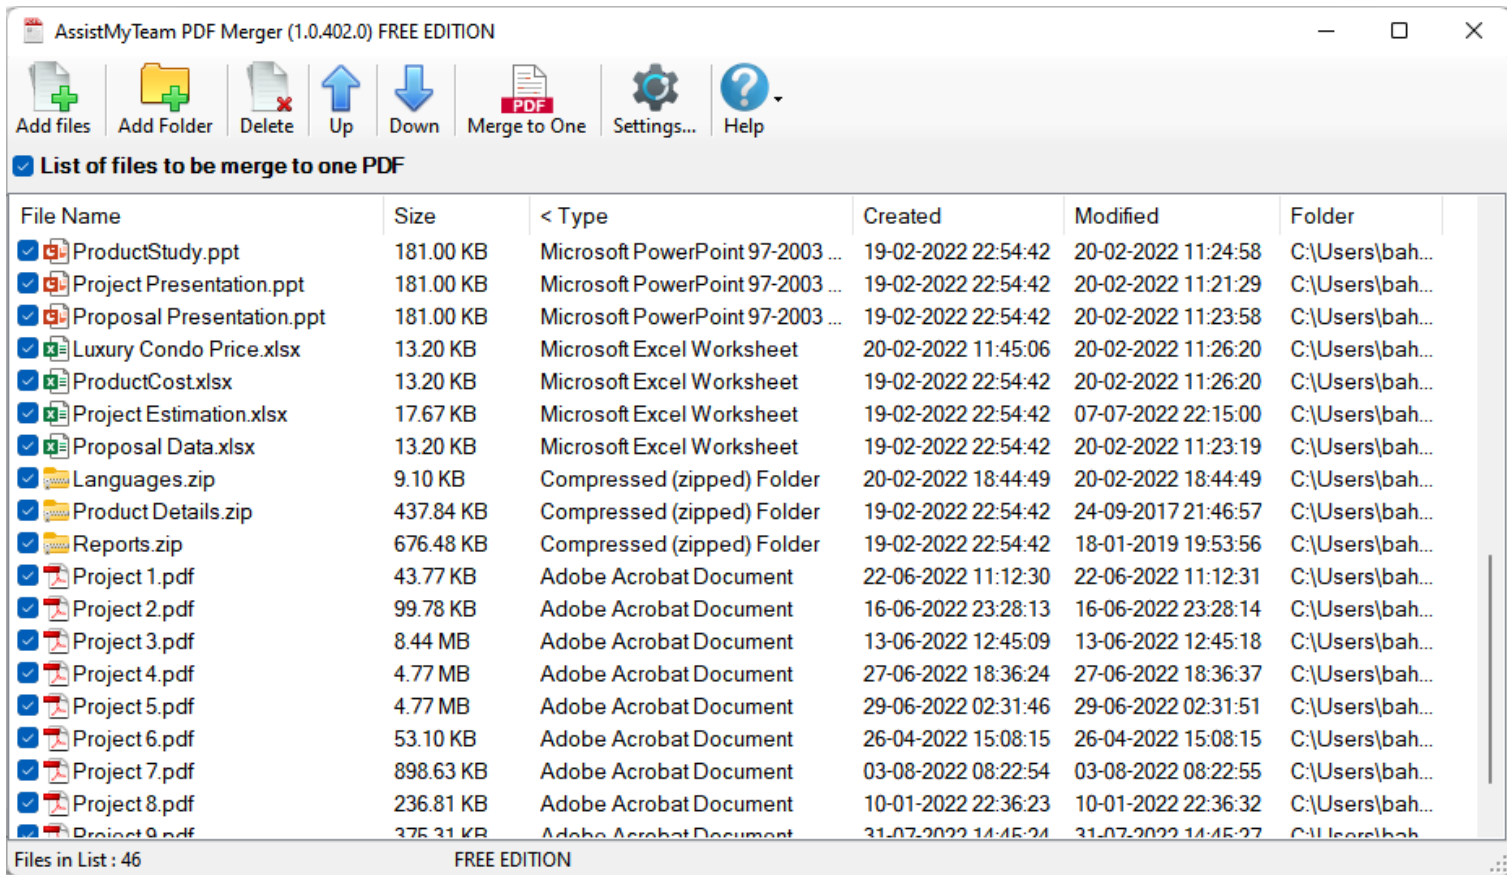 AssistMyTeam PDF Merger (1.0.402.0) FREE EDITION
PDF
Add files Add Folder Delete Up Down Merge to One Settings... Help
List of files to be merge to one PDF
File Name Size < Type Created Modified Folder
ProductStudy.ppt 181.00 KB Microsoft PowerPoint 97-2003 ... 19-02-2022 22:54:42 20-02-2022 11:24:58 C:\Users\bah...
Project Presentation.ppt 181.00 KB Microsoft PowerPoint 97-2003 ... 19-02-2022 22:54:42 20-02-2022 11:21:29 C:\Users\bah...
Proposal Presentation.ppt 181.00 KB Microsoft PowerPoint 97-2003 ... 19-02-2022 22:54:42 20-02-2022 11:23:58 C:\Users\bah...
Luxury Condo Price.xlsx 13.20 KB Microsoft Excel Worksheet 20-02-2022 11:45:06 20-02-2022 11:26:20 C:\Users\bah...
ProductCost.xlsx 13.20 KB Microsoft Excel Worksheet 19-02-2022 22:54:42 20-02-2022 11:26:20 C:\Users\bah...
Project Estimation.xlsx 17.67 KB Microsoft Excel Worksheet 19-02-2022 22:54:42 07-07-2022 22:15:00 C:\Users\bah...
Proposal Data.xlsx 13.20 KB Microsoft Excel Worksheet 19-02-2022 22:54:42 20-02-2022 11:23:19 C:\Users\bah...
Languages.zip 9.10 KB Compressed (zipped) Folder 20-02-2022 18:44:49 20-02-2022 18:44:49 C:\Users\bah...
Product Details.zip 437.84 KB Compressed (zipped) Folder 19-02-2022 22:54:42 24-09-2017 21:46:57 C:\Users\bah...
Reports.zip 676.48 KB Compressed (zipped) Folder 19-02-2022 22:54:42 18-01-2019 19:53:56 C:\Users\bah...
Project 1.pdf 43.77 KB Adobe Acrobat Document 22-06-2022 11:12:30 22-06-2022 11:12:31 C:\Users\bah...
Project 2.pdf 99.78 KB Adobe Acrobat Document 16-06-2022 23:28:13 16-06-2022 23:28:14 C:\Users\bah...
Project 3.pdf 8.44 MB Adobe Acrobat Document 13-06-2022 12:45:09 13-06-2022 12:45:18 C:\Users\bah...
Project 4.pdf 4.77 MB Adobe Acrobat Document 27-06-2022 18:36:24 27-06-2022 18:36:37 C:\Users\bah...
Project 5.pdf 4.77 MB Adobe Acrobat Document 29-06-2022 02:31:46 29-06-2022 02:31:51 C:\Users\bah...
Project 6.pdf 53.10 KB Adobe Acrobat Document 26-04-2022 15:08:15 26-04-2022 15:08:15 C:\Users\bah...
Project 7.pdf 898.63 KB Adobe Acrobat Document 03-08-2022 08:22:54 03-08-2022 08:22:55 C:\Users\bah...
Project 8.pdf 236.81 KB Adobe Acrobat Document 10-01-2022 22:36:23 10-01-2022 22:36:32 C:\Users\bah...
Project 9.pdf 375.31 KB Adobe Acrobat Document 31-07-2022 14:45:24 31-07-2022 14:45:27 C:\Users\bah
Files in List : 46 FREE EDITION